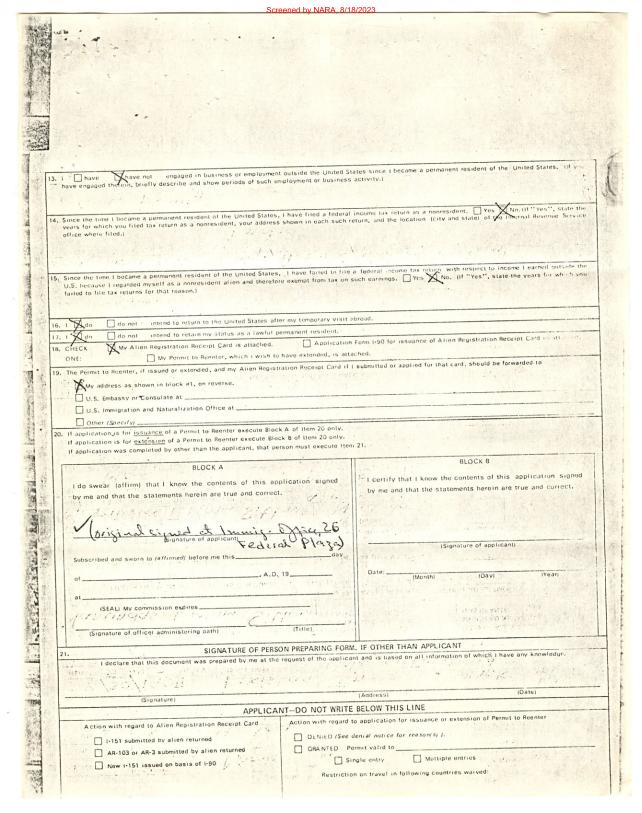 Screened by NARA, 8/18/2023
13. I ☐ have ☒ have not engaged in business or employment outside the United States since I became a permanent resident of the United States. (If you
have engaged therein, briefly describe and show periods of such employment or business activity.)
14. Since the time I became a permanent resident of the United States, I have filed a federal income tax return as a nonresident. ☐ Yes ☒ No. (If "Yes", state the
years for which you filed tax return as a nonresident, your address shown in each such return, and the location (city and state) of the Internal Revenue Service
office where filed.)
15. Since the time I became a permanent resident of the United States, I have failed to file a federal income tax return with respect to income I earned outside the
U.S. because I regarded myself as a nonresident alien and therefore exempt from tax on such earnings. ☐ Yes ☒ No. (If "Yes", state the years for which you
failed to file tax returns for that reason.)
16. I ☒ do ☐ do not intend to return to the United States after my temporary visit abroad.
17. I ☒ do ☐ do not intend to retain my status as a lawful permanent resident.
18. CHECK ☒ My Alien Registration Receipt Card is attached. ☐ Application Form I-90 for issuance of Alien Registration Receipt Card
ONE: ☐ My Permit to Reenter, which I wish to have extended, is attached.
19. The Permit to Reenter, if issued or extended, and my Alien Registration Receipt Card if I submitted or applied for that card, should be forwarded to
☒ My address as shown in block #1, on reverse.
☐ U.S. Embassy or Consulate at
☐ U.S. Immigration and Naturalization Office at
☐ Other (Specify)
20. If application is for issuance of a Permit to Reenter execute Block A of Item 20 only.
If application is for extension of a Permit to Reenter execute Block B of Item 20 only.
If application was completed by other than the applicant, that person must execute Item 21.
BLOCK A
I do swear (affirm) that I know the contents of this application signed
by me and that the statements herein are true and correct.
✓ (original signed at Immig. Office, 26
Federal Plaza)
(Signature of applicant)
Subscribed and sworn to (affirmed) before me this day
of , A.D. 19
at
(SEAL) My commission expires
(Signature of officer administering oath) (Title)
BLOCK B
I certify that I know the contents of this application signed
by me and that the statements herein are true and correct.
(Signature of applicant)
Date:
(Month) (Day) (Year)
21. SIGNATURE OF PERSON PREPARING FORM, IF OTHER THAN APPLICANT
I declare that this document was prepared by me at the request of the applicant and is based on all information of which I have any knowledge.
(Signature) (Address) (Date)
APPLICANT—DO NOT WRITE BELOW THIS LINE
Action with regard to Alien Registration Receipt Card
☐ I-151 submitted by alien returned
☐ AR-103 or AR-3 submitted by alien returned
☐ New I-151 issued on basis of I-90
Action with regard to application for issuance or extension of Permit to Reenter
☐ DENIED (See denial notice for reason(s).)
☐ GRANTED Permit valid to
☐ Single entry ☐ Multiple entries
Restriction on travel in following countries waived: